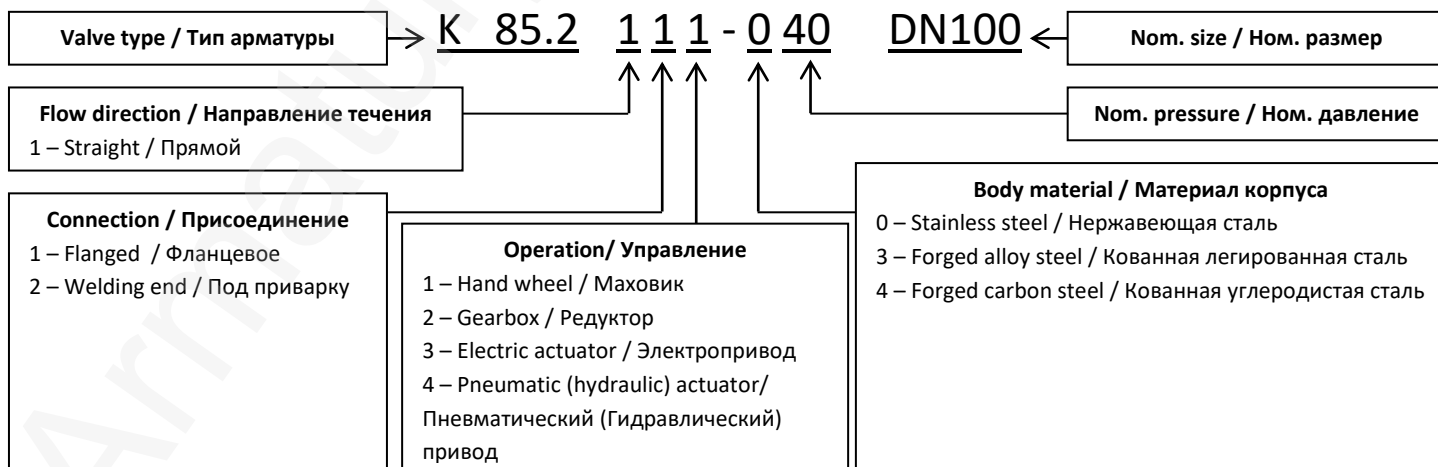 Valve type / Тип арматуры
K 85.2 1 1 1 - 0 40 DN100
Nom. size / Ном. размер
Flow direction / Направление течения
1 – Straight / Прямой
Nom. pressure / Ном. давление
Connection / Присоединение
1 – Flanged / Фланцевое
2 – Welding end / Под приварку
Operation/ Управление
1 – Hand wheel / Маховик
2 – Gearbox / Редуктор
3 – Electric actuator / Электропривод
4 – Pneumatic (hydraulic) actuator/
Пневматический (Гидравлический)
привод
Body material / Материал корпуса
0 – Stainless steel / Нержавеющая сталь
3 – Forged alloy steel / Кованная легированная сталь
4 – Forged carbon steel / Кованная углеродистая сталь